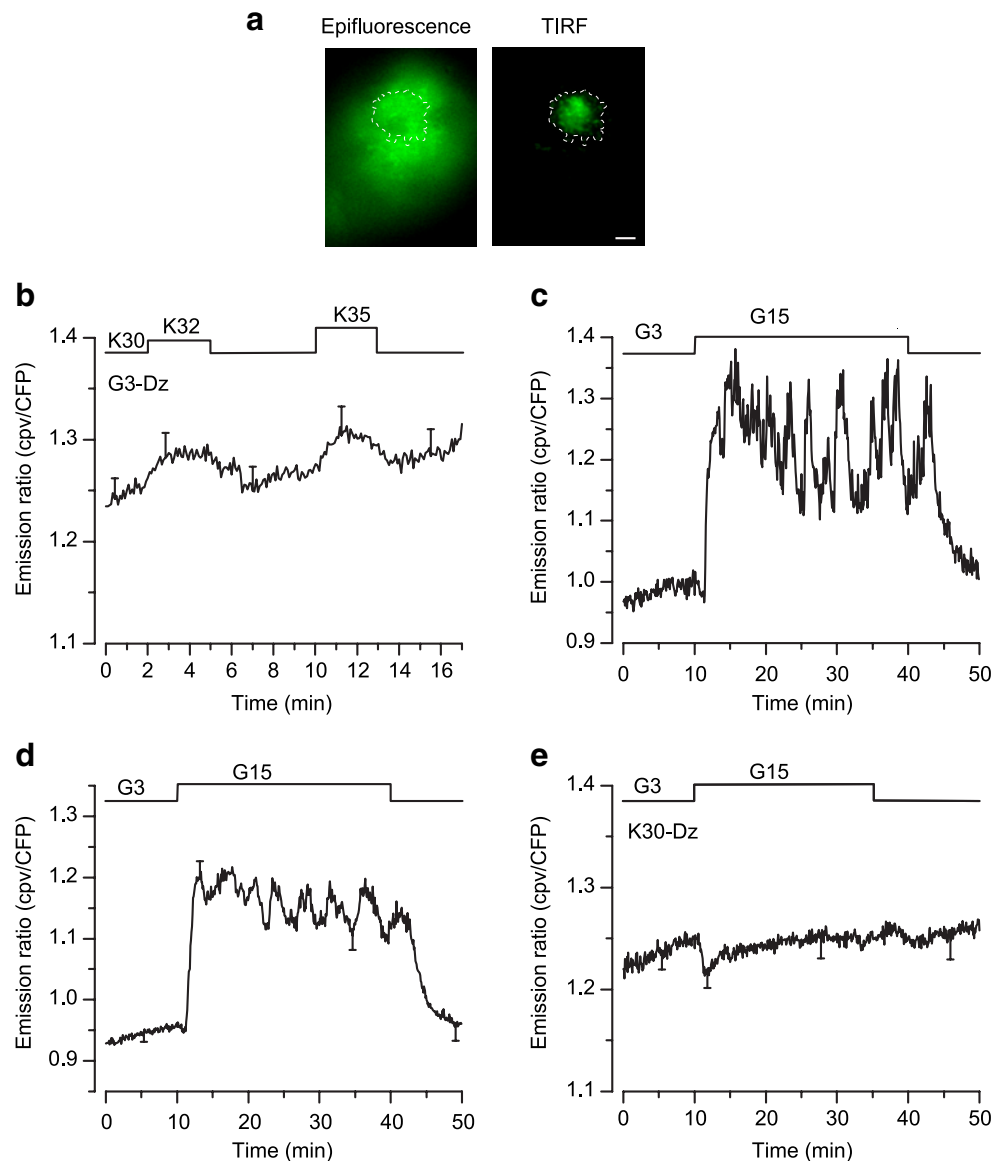 a
Epifluorescence TIRF
b
K30 K32 K35
G3-Dz
1.4
1.3
1.2
1.1
Emission ratio (cpv/CFP)
0 2 4 6 8 10 12 14 16
Time (min)
c
G3 G15
1.4
1.3
1.2
1.1
1.0
0.9
Emission ratio (cpv/CFP)
0 10 20 30 40 50
Time (min)
d
G3 G15
1.3
1.2
1.1
1.0
0.9
Emission ratio (cpv/CFP)
0 10 20 30 40 50
Time (min)
e
G3 G15
K30-Dz
1.4
1.3
1.2
1.1
Emission ratio (cpv/CFP)
0 10 20 30 40 50
Time (min)